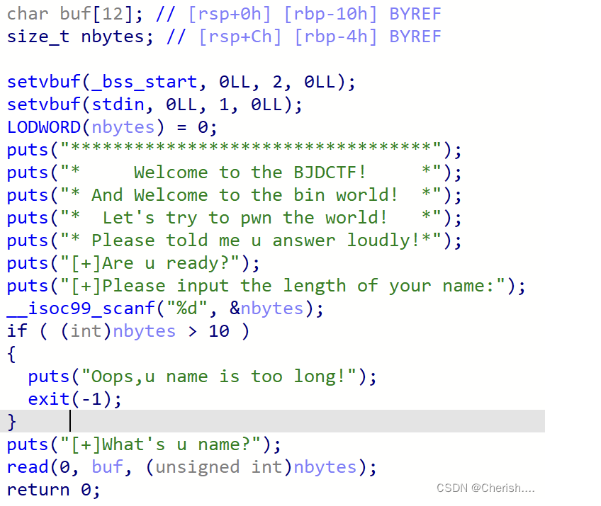 char buf[12]; // [rsp+0h] [rbp-10h] BYREF
size_t nbytes; // [rsp+Ch] [rbp-4h] BYREF
setvbuf(_bss_start, 0LL, 2, 0LL);
setvbuf(stdin, 0LL, 1, 0LL);
LODWORD(nbytes) = 0;
puts("**********************************");
puts("*     Welcome to the BJDCTF!     *");
puts("* And Welcome to the bin world!  *");
puts("*  Let's try to pwn the world!   *");
puts("* Please told me u answer loudly!*");
puts("[+]Are u ready?");
puts("[+]Please input the length of your name:");
__isoc99_scanf("%d", &nbytes);
if ( (int)nbytes > 10 )
{
  puts("Oops,u name is too long!");
  exit(-1);
}
puts("[+]What's u name?");
read(0, buf, (unsigned int)nbytes);
return 0;
CSDN @Cherish....